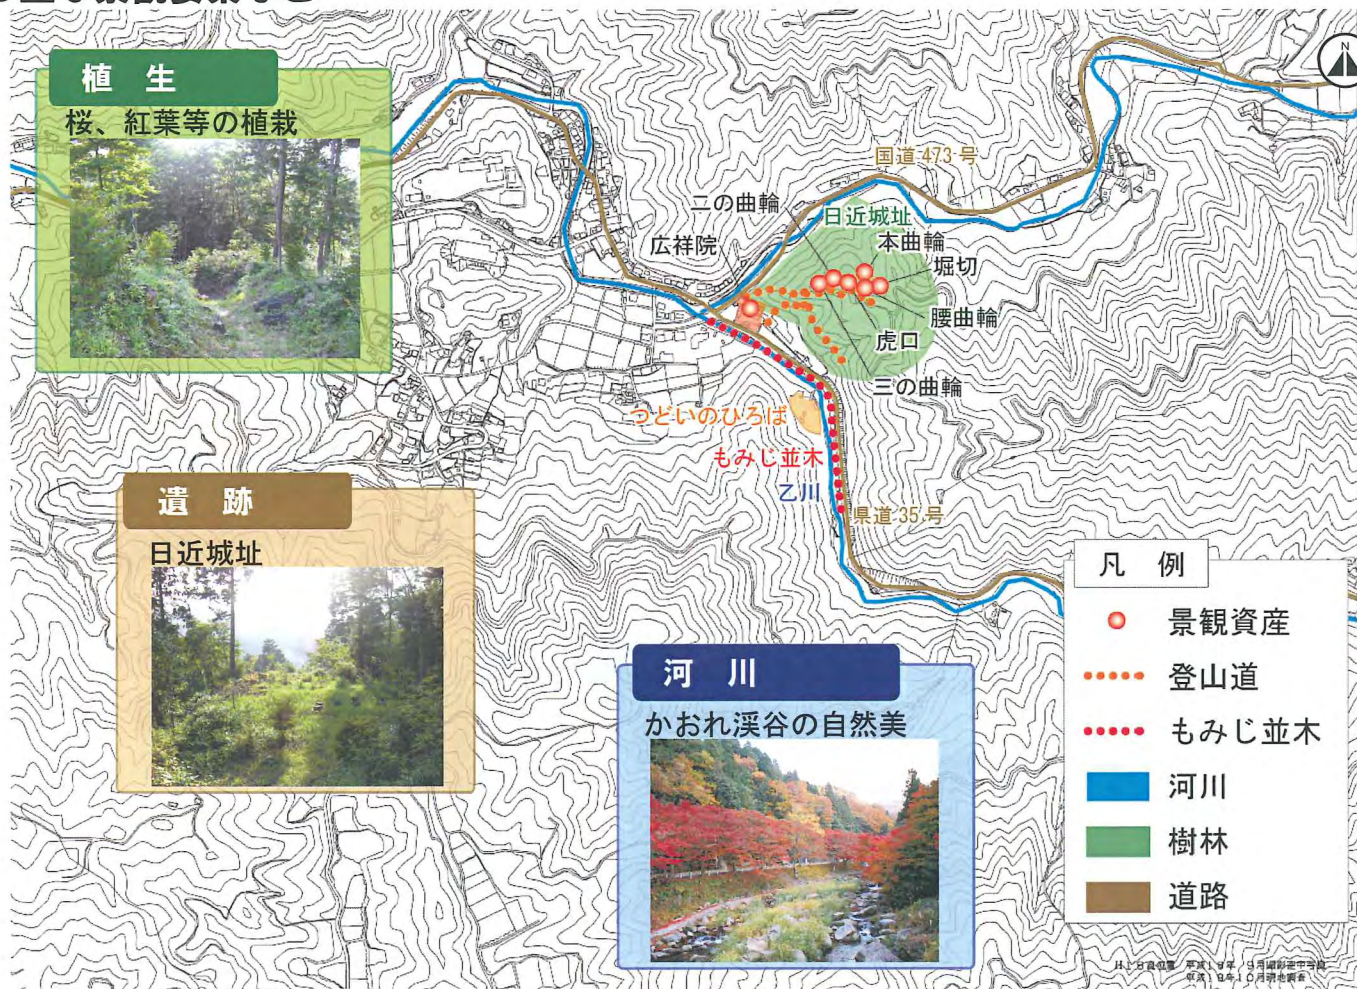 植 生
桜、紅葉等の植栽
国道473号
二の曲輪
日近城址
広祥院
本曲輪
堀切
腰曲輪
虎口
三の曲輪
つどいのひろば
もみじ並木
乙川
県道35号
遺 跡
日近城址
河 川
かおれ渓谷の自然美
N
凡 例
景観資産
登山道
もみじ並木
河川
樹林
道路